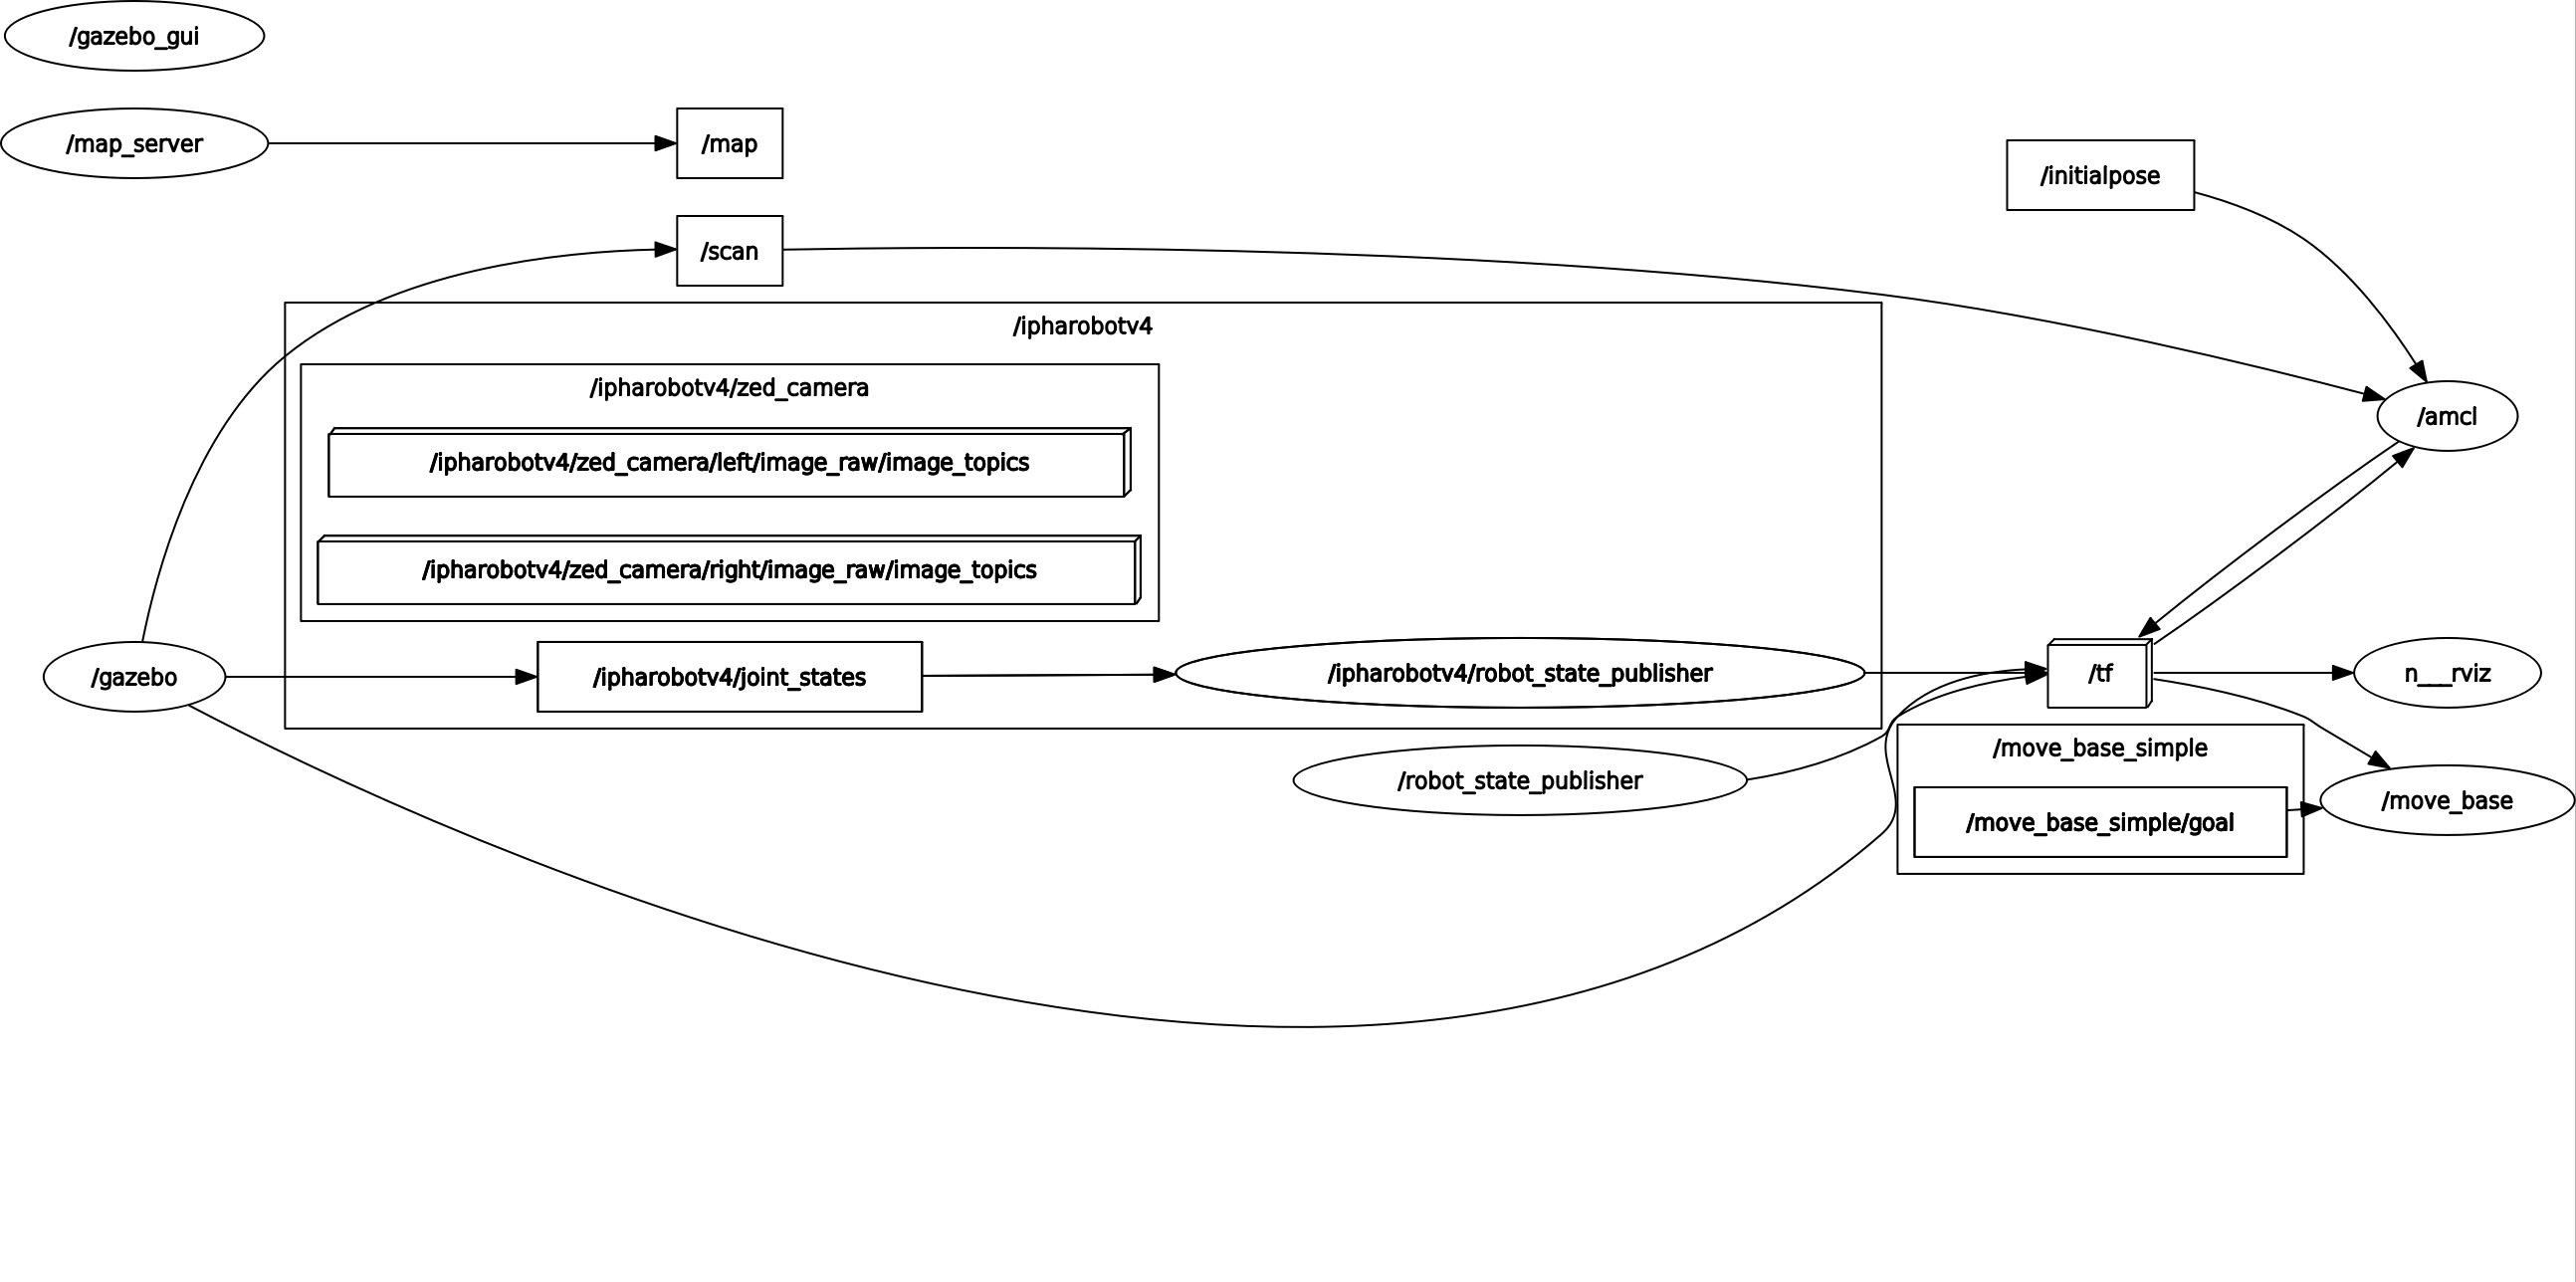 /gazebo_gui
/map_server
/map
/initialpose
/scan
/ipharobotv4
/ipharobotv4/zed_camera
/amcl
/ipharobotv4/zed_camera/left/image_raw/image_topics
/ipharobotv4/zed_camera/right/image_raw/image_topics
/gazebo
/ipharobotv4/joint_states
/ipharobotv4/robot_state_publisher
/tf
n___rviz
/move_base_simple
/robot_state_publisher
/move_base
/move_base_simple/goal